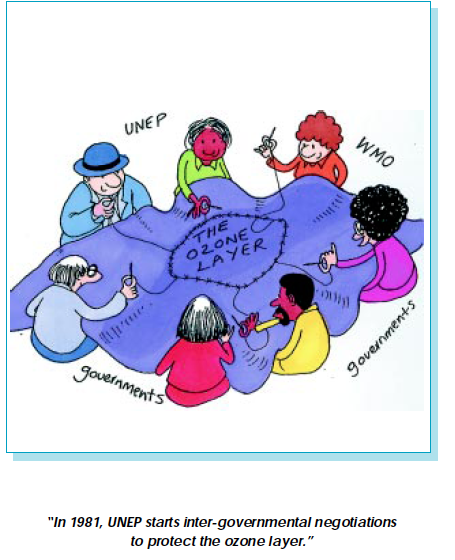 UNEP
WMO
THE
OZONE
LAYER
governments
governments
"In 1981, UNEP starts inter-governmental negotiations
to protect the ozone layer."